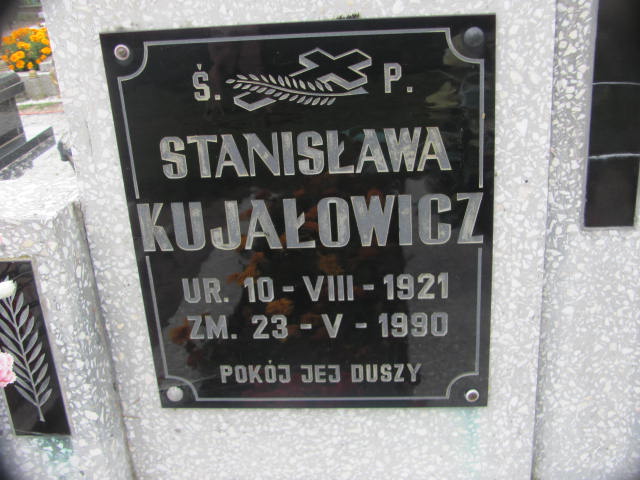 Ś. P.
STANISŁAWA
KUJAŁOWICZ
UR. 10 - VIII - 1921
ZM. 23 - V - 1990
POKÓJ JEJ DUSZY